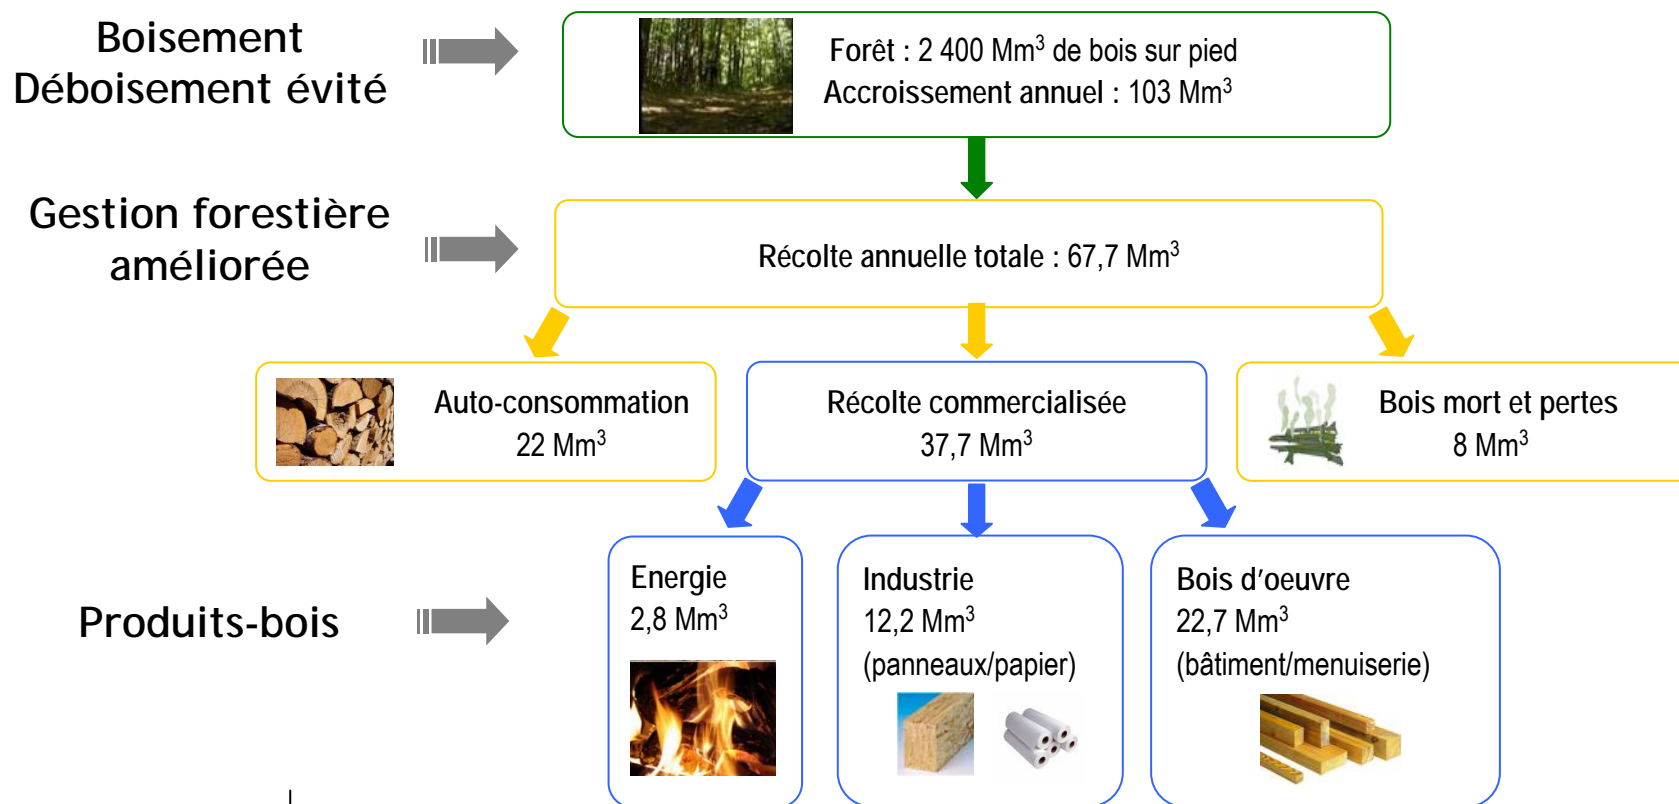 Boisement
Déboisement évité
Forêt : 2 400 Mm³ de bois sur pied
Accroissement annuel : 103 Mm³
Gestion forestière
améliorée
Récolte annuelle totale : 67,7 Mm³
Auto-consommation
22 Mm³
Récolte commercialisée
37,7 Mm³
Bois mort et pertes
8 Mm³
Produits-bois
Energie
2,8 Mm³
Industrie
12,2 Mm³
(panneaux/papier)
Bois d'oeuvre
22,7 Mm³
(bâtiment/menuiserie)